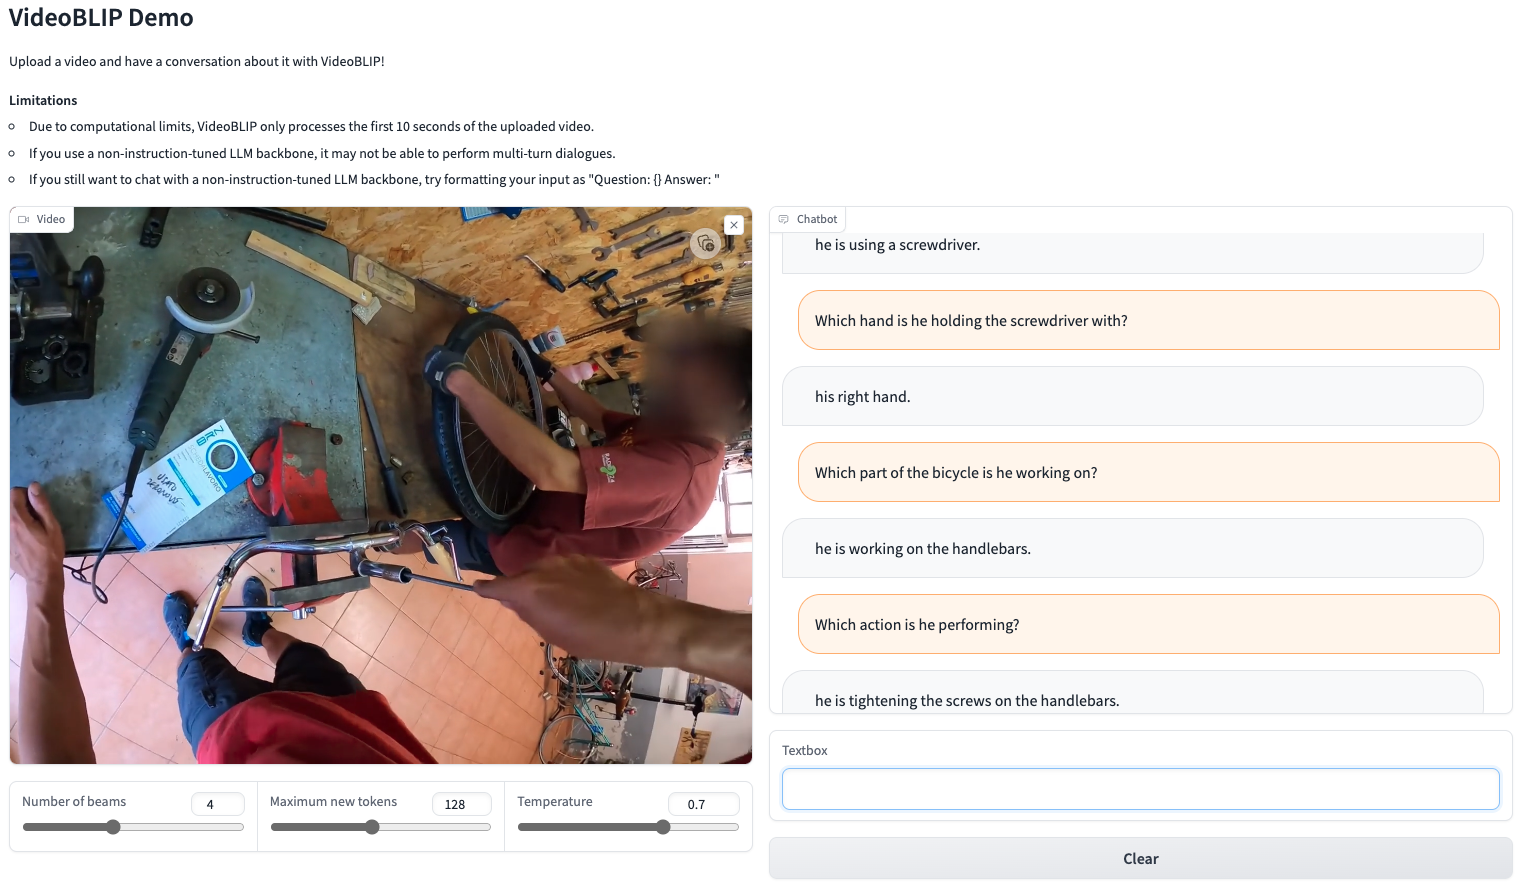 VideoBLIP Demo
Upload a video and have a conversation about it with VideoBLIP!
Limitations
Due to computational limits, VideoBLIP only processes the first 10 seconds of the uploaded video.
If you use a non-instruction-tuned LLM backbone, it may not be able to perform multi-turn dialogues.
If you still want to chat with a non-instruction-tuned LLM backbone, try formatting your input as "Question: {} Answer: "
Video
Number of beams
4
Maximum new tokens
128
Temperature
0.7
Chatbot
he is using a screwdriver.
Which hand is he holding the screwdriver with?
his right hand.
Which part of the bicycle is he working on?
he is working on the handlebars.
Which action is he performing?
he is tightening the screws on the handlebars.
Textbox
Clear